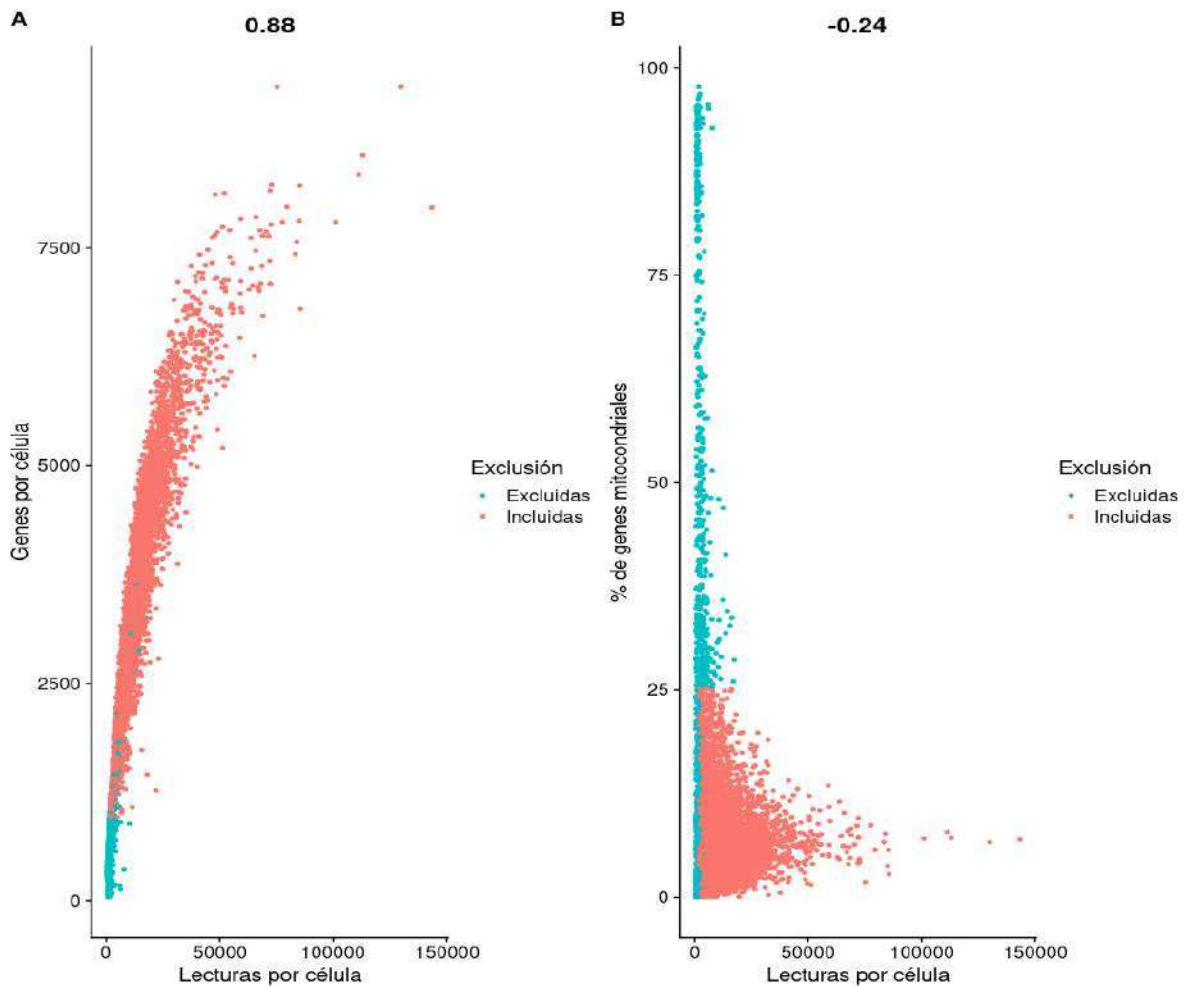 A
0.88
Genes por célula
7500
5000
2500
0
0
50000
100000
150000
Lecturas por célula
Exclusión
Excluidas
Incluidas
B
-0.24
% de genes mitocondriales
100
75
50
25
0
0
50000
100000
150000
Lecturas por célula
Exclusión
Excluidas
Incluidas